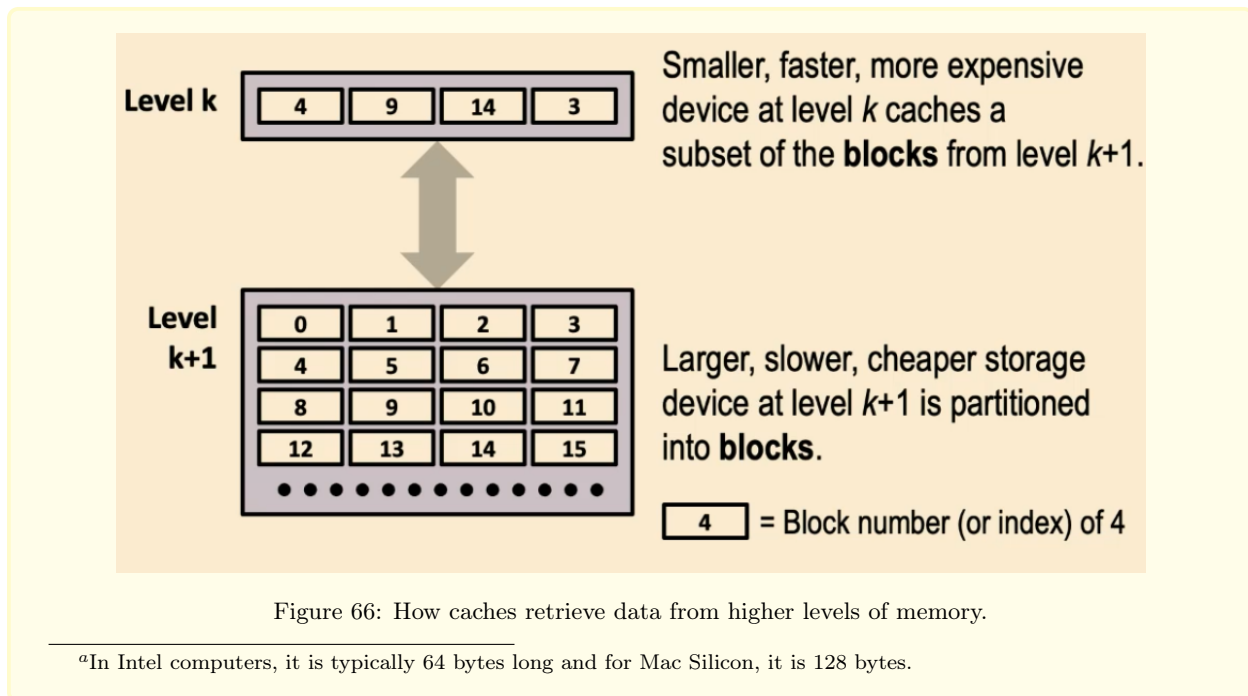 Level k
4 9 14 3
Smaller, faster, more expensive
device at level k caches a
subset of the blocks from level k+1.
Level
k+1
0 1 2 3
4 5 6 7
8 9 10 11
12 13 14 15
Larger, slower, cheaper storage
device at level k+1 is partitioned
into blocks.
4 = Block number (or index) of 4
Figure 66: How caches retrieve data from higher levels of memory.
aIn Intel computers, it is typically 64 bytes long and for Mac Silicon, it is 128 bytes.